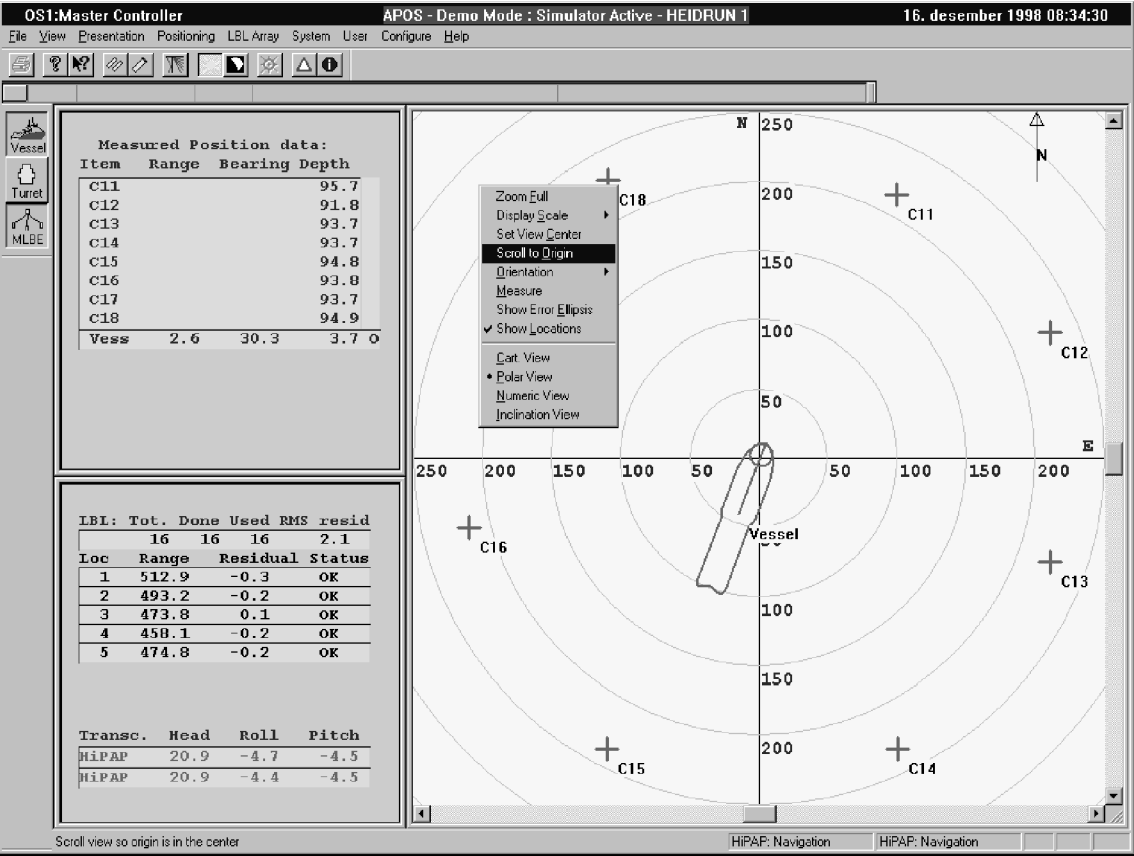 OS1:Master Controller APOS - Demo Mode : Simulator Active - HEIDRUN 1 16. desember 1998 08:34:30
File View Presentation Positioning LBL Array System User Configure Help
Vessel
Turret
MLBE
Measured Position data:
Item Range Bearing Depth
C11 95.7
C12 91.8
C13 93.7
C14 93.7
C15 94.8
C16 93.8
C17 93.7
C18 94.9
Vess 2.6 30.3 3.7 O
LBL: Tot. Done Used RMS resid
16 16 16 2.1
Loc Range Residual Status
1 512.9 -0.3 OK
2 493.2 -0.2 OK
3 473.8 0.1 OK
4 458.1 -0.2 OK
5 474.8 -0.2 OK
Transc. Head Roll Pitch
HiPAP 20.9 -4.7 -4.5
HiPAP 20.9 -4.4 -4.5
N 250
N
200
C18
C11
150
100
C12
50
E
250 200 150 100 50 50 100 150 200
Vessel
C16
C13
100
150
200
C15
C14
Zoom Full
Display Scale
Set View Center
Scroll to Origin
Orientation
Measure
Show Error Ellipsis
Show Locations
Cart. View
Polar View
Numeric View
Inclination View
Scroll view so origin is in the center HiPAP: Navigation HiPAP: Navigation